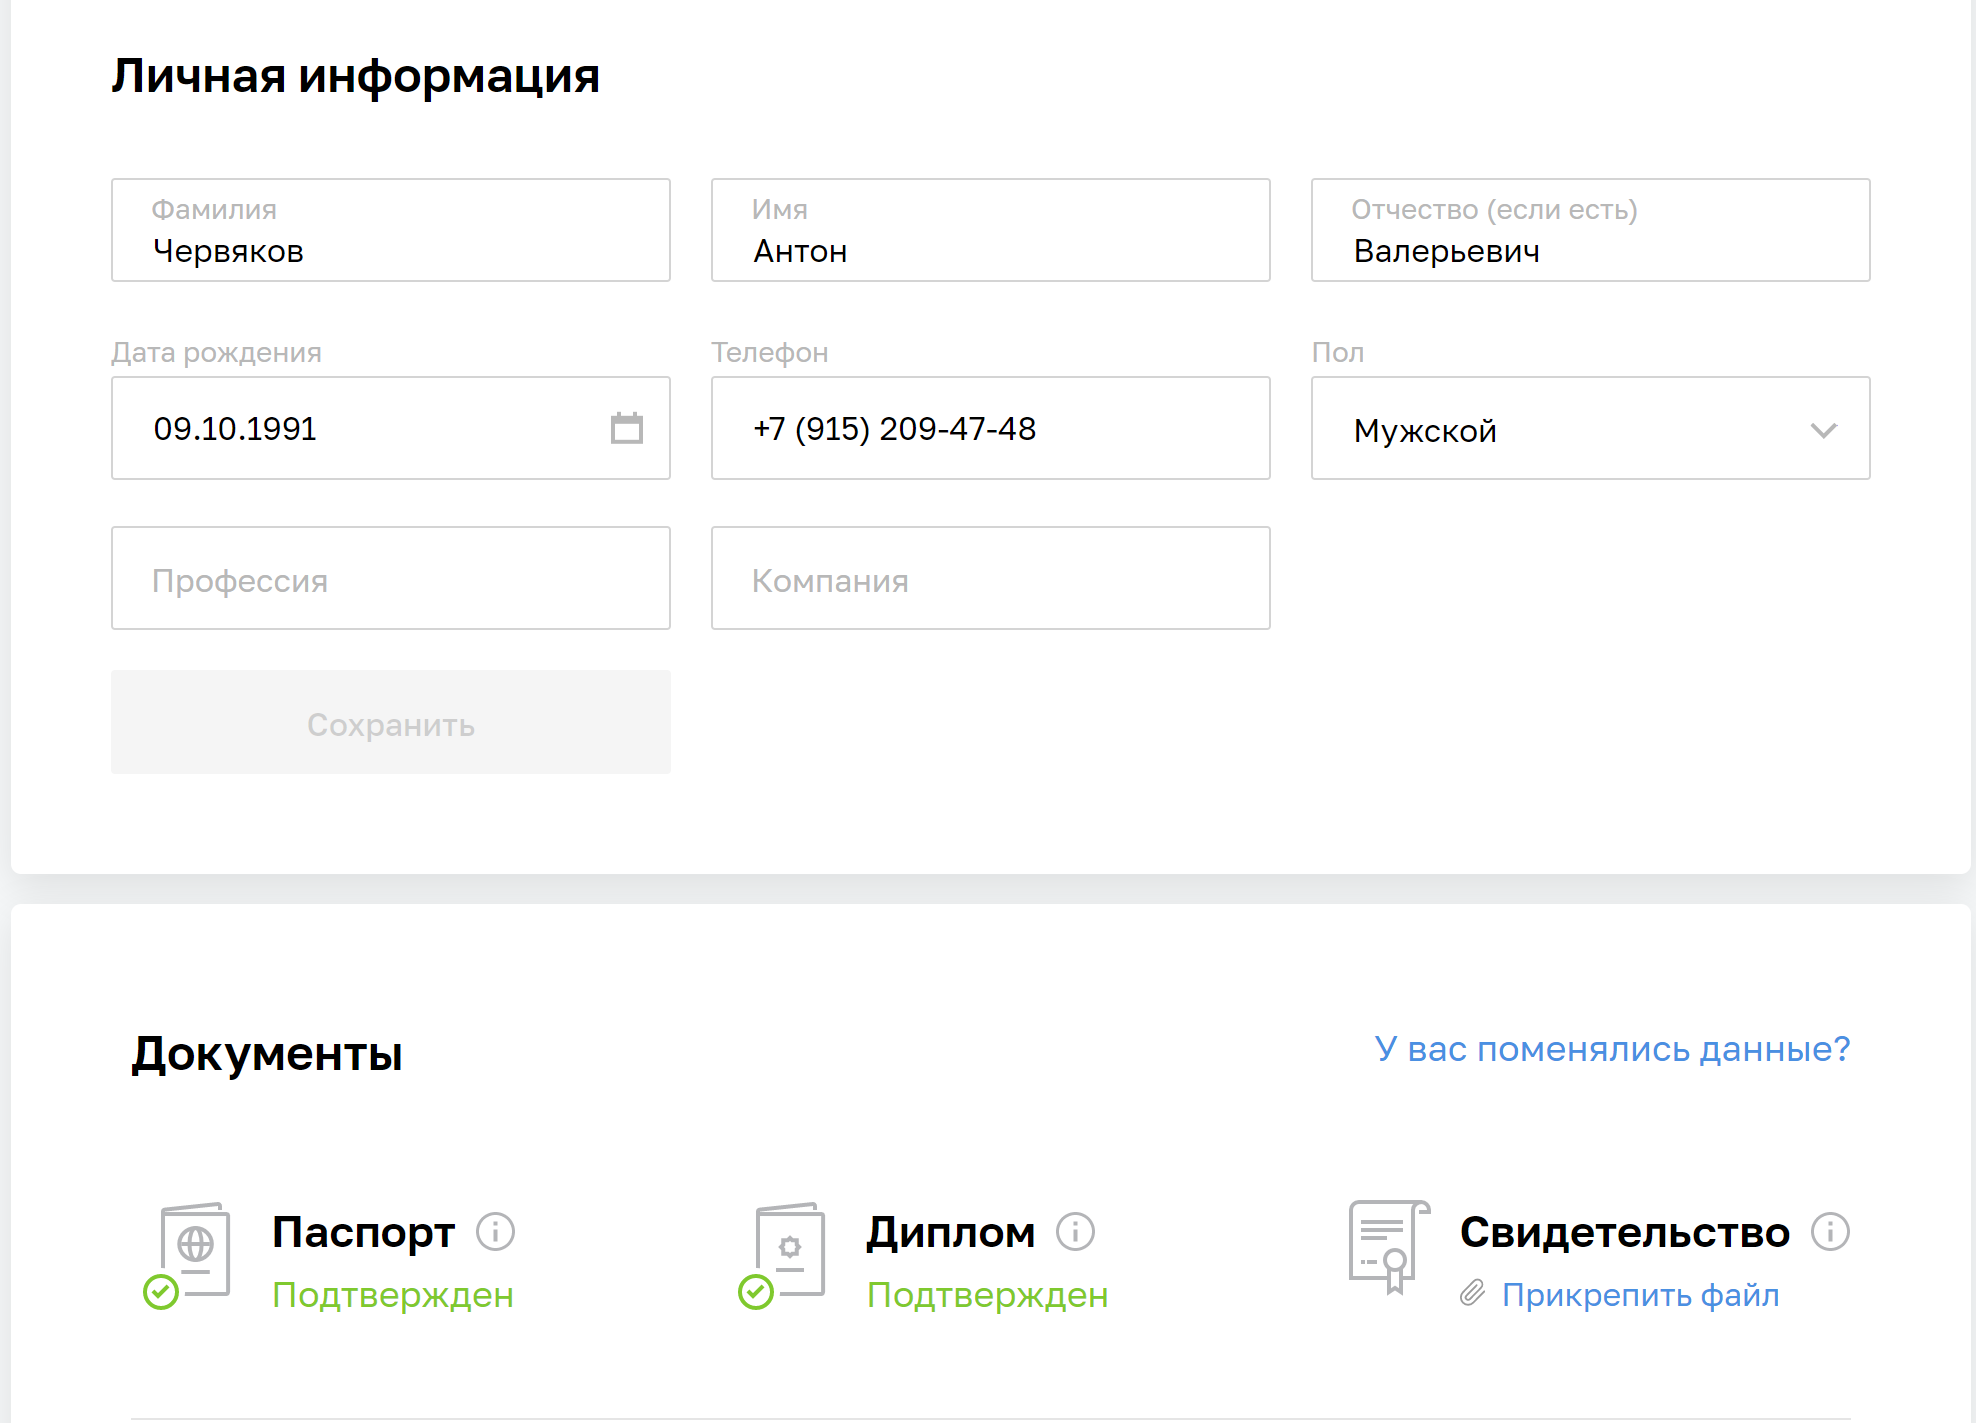 Личная информация
Фамилия
Червяков
Имя
Антон
Отчество (если есть)
Валерьевич
Дата рождения
09.10.1991
Телефон
+7 (915) 209-47-48
Пол
Мужской
Профессия
Компания
Сохранить
Документы
У вас поменялись данные?
Паспорт
Подтвержден
Диплом
Подтвержден
Свидетельство
Прикрепить файл